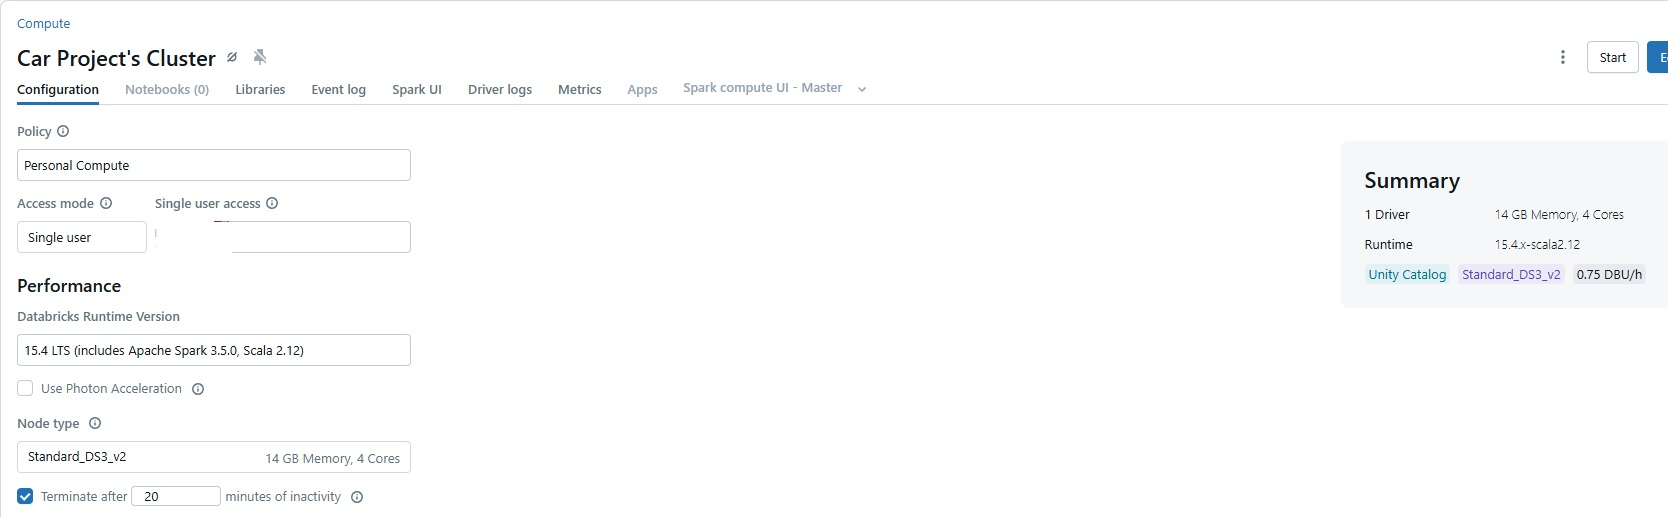 Compute
Car Project's Cluster
Start
Configuration Notebooks (0) Libraries Event log Spark UI Driver logs Metrics Apps Spark compute UI - Master
Policy
Personal Compute
Access mode Single user access
Single user
Performance
Databricks Runtime Version
15.4 LTS (includes Apache Spark 3.5.0, Scala 2.12)
Use Photon Acceleration
Node type
Standard_DS3_v2 14 GB Memory, 4 Cores
Terminate after 20 minutes of inactivity
Summary
1 Driver 14 GB Memory, 4 Cores
Runtime 15.4.x-scala2.12
Unity Catalog Standard_DS3_v2 0.75 DBU/h